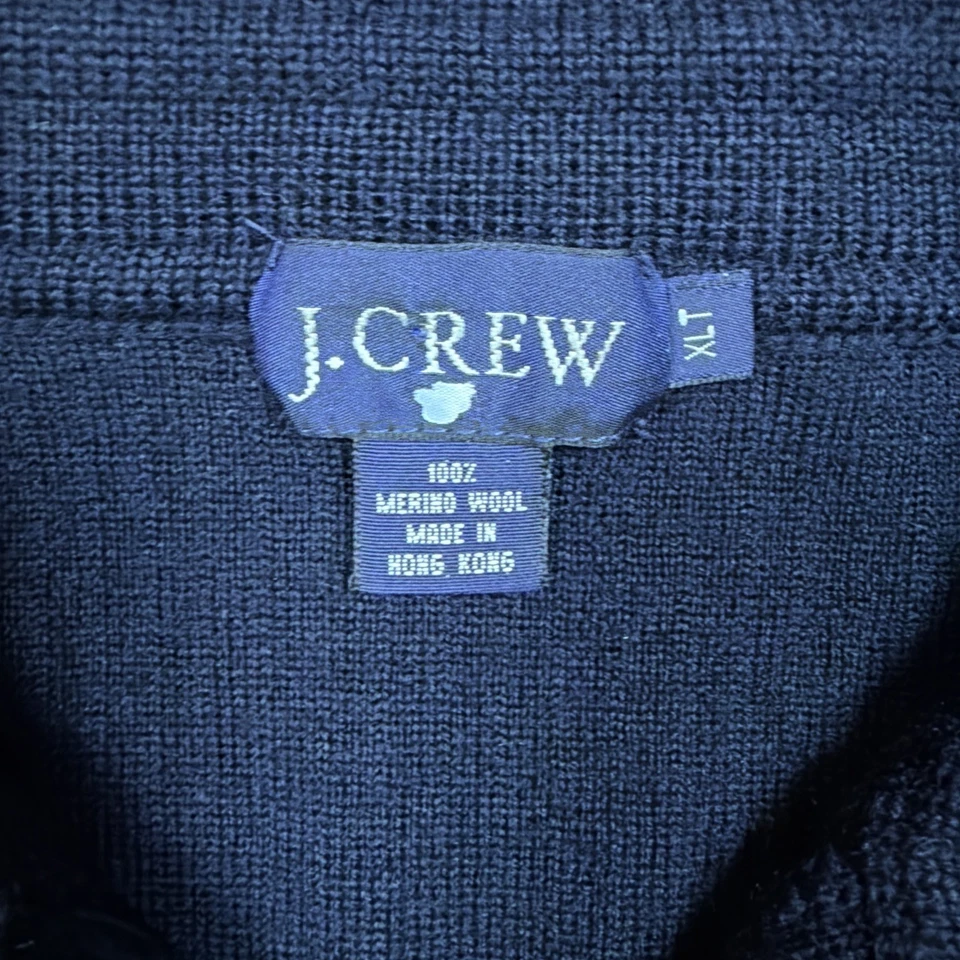 J.CREW
XLT
100%
MERINO WOOL
MADE IN
HONG KONG